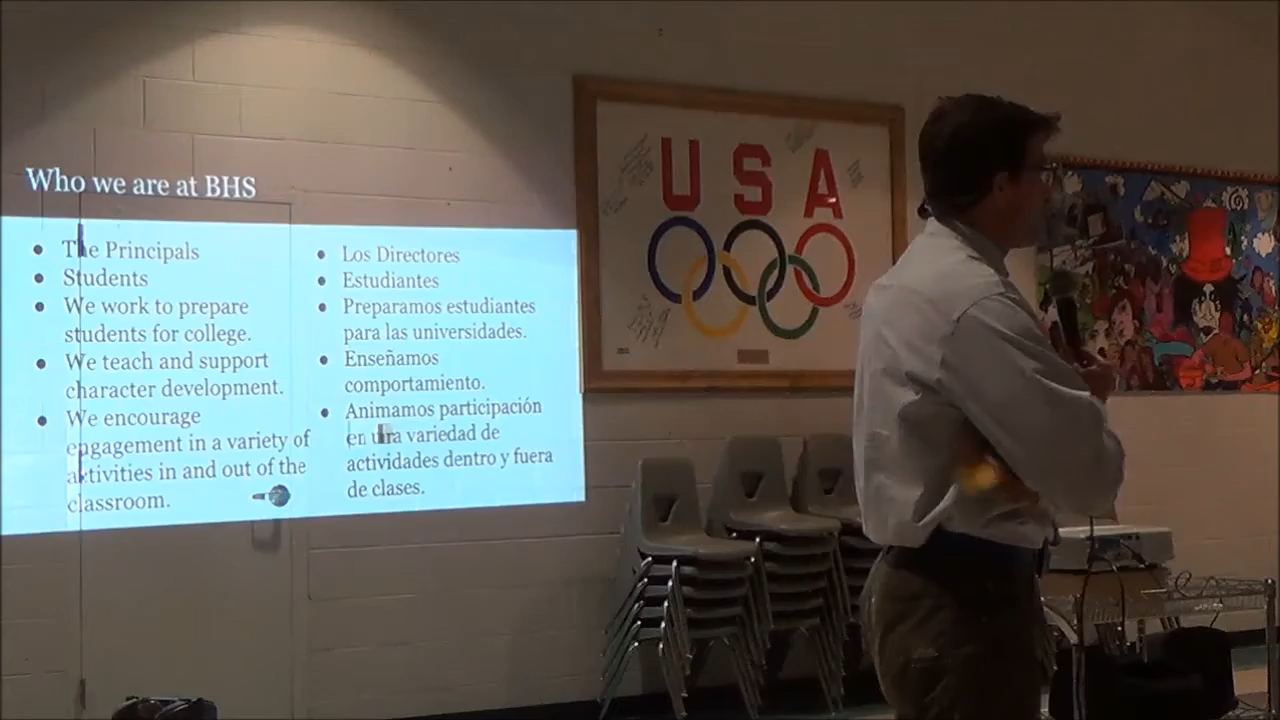 Who we are at BHS
The Principals
Students
We work to prepare
students for college.
We teach and support
character development.
We encourage
engagement in a variety of
activities in and out of the
classroom.
Los Directores
Estudiantes
Preparamos estudiantes
para las universidades.
Enseñamos
comportamiento.
Animamos participación
en una variedad de
actividades dentro y fuera
de clases.
USA